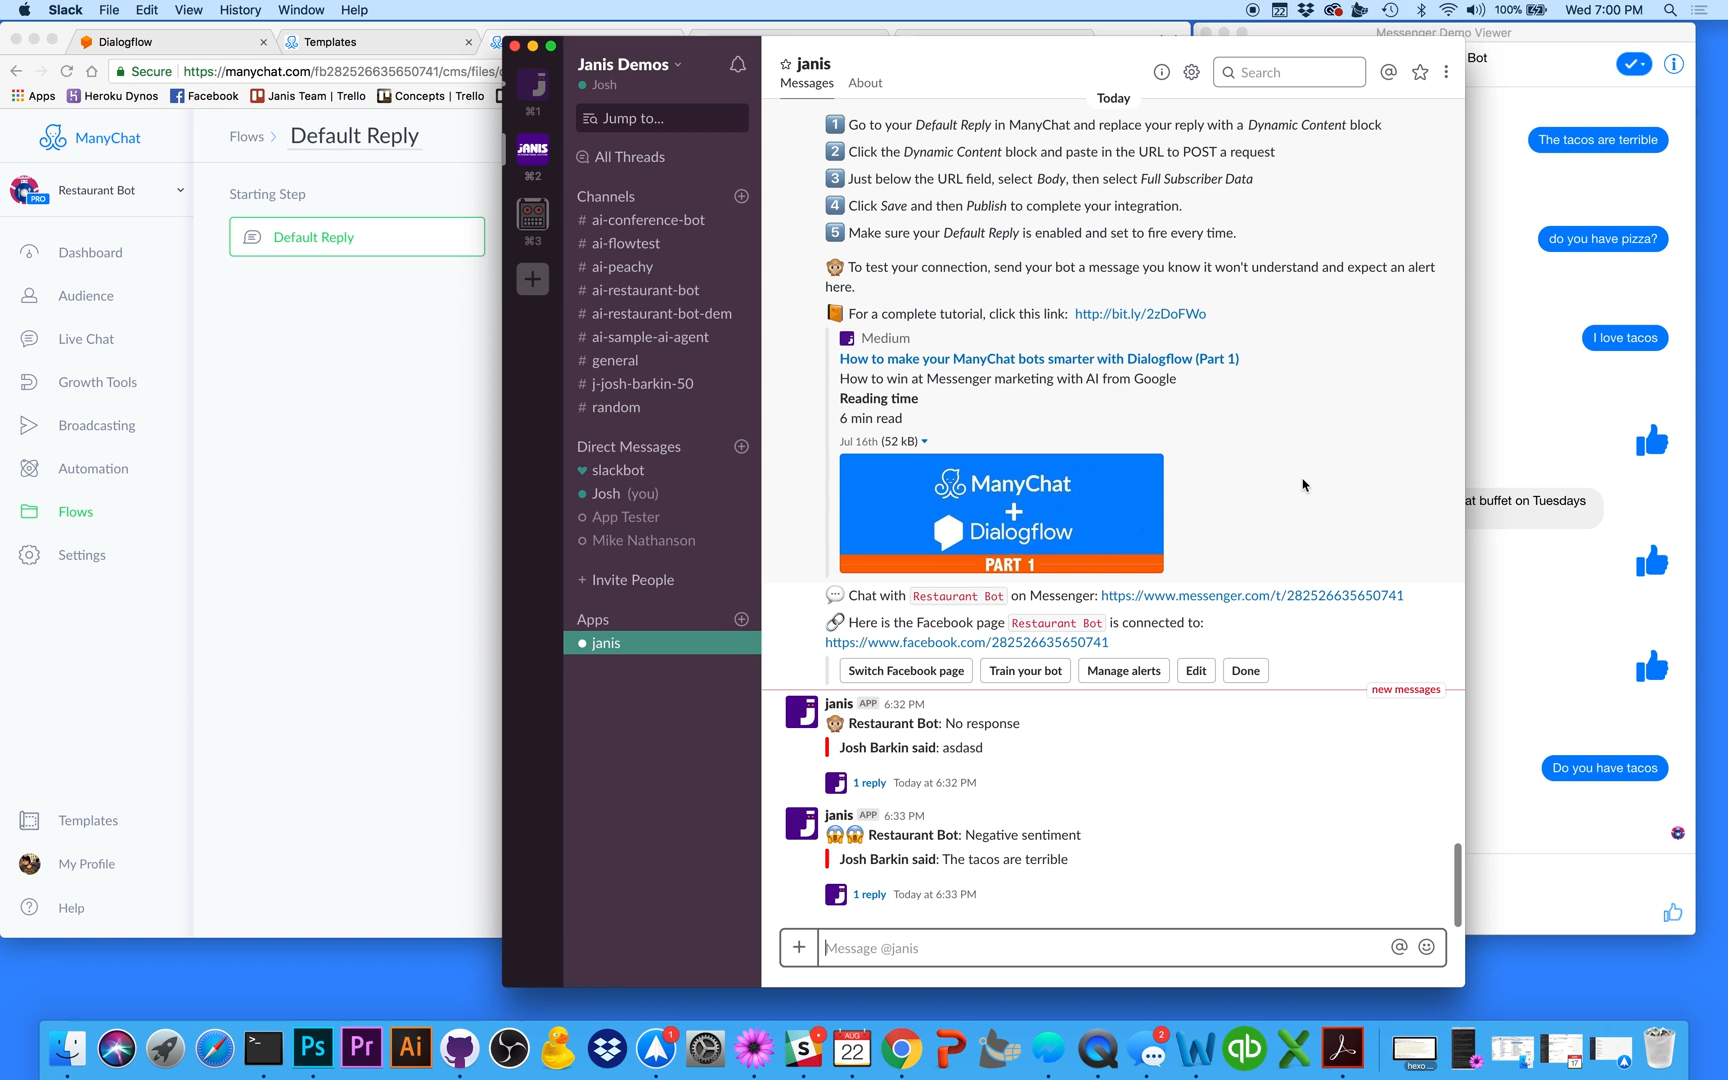 Slack File Edit View History Window Help
22 100% Wed 7:00 PM
Dialogflow
Templates
Messenger Demo Viewer
Secure https://manychat.com/fb282526635650741/cms/files/
Apps Heroku Dynos Facebook Janis Team | Trello Concepts | Trello
ManyChat
Restaurant Bot
PRO
Dashboard
Audience
Live Chat
Growth Tools
Broadcasting
Automation
Flows
Settings
Templates
My Profile
Help
Flows > Default Reply
Starting Step
Default Reply
⌘1
JANIS
⌘2
⌘3
Janis Demos
Josh
Jump to...
All Threads
Channels
# ai-conference-bot
# ai-flowtest
# ai-peachy
# ai-restaurant-bot
# ai-restaurant-bot-dem
# ai-sample-ai-agent
# general
# j-josh-barkin-50
# random
Direct Messages
slackbot
Josh (you)
App Tester
Mike Nathanson
+ Invite People
Apps
janis
janis
Messages About
Search
Today
1 Go to your Default Reply in ManyChat and replace your reply with a Dynamic Content block
2 Click the Dynamic Content block and paste in the URL to POST a request
3 Just below the URL field, select Body, then select Full Subscriber Data
4 Click Save and then Publish to complete your integration.
5 Make sure your Default Reply is enabled and set to fire every time.
To test your connection, send your bot a message you know it won't understand and expect an alert
here.
For a complete tutorial, click this link: http://bit.ly/2zDoFWo
Medium
How to make your ManyChat bots smarter with Dialogflow (Part 1)
How to win at Messenger marketing with AI from Google
Reading time
6 min read
Jul 16th (52 kB)
ManyChat
+
Dialogflow
PART 1
Chat with Restaurant Bot on Messenger: https://www.messenger.com/t/282526635650741
Here is the Facebook page Restaurant Bot is connected to:
https://www.facebook.com/282526635650741
Switch Facebook page Train your bot Manage alerts Edit Done
new messages
janis APP 6:32 PM
Restaurant Bot: No response
Josh Barkin said: asdasd
1 reply Today at 6:32 PM
janis APP 6:33 PM
Restaurant Bot: Negative sentiment
Josh Barkin said: The tacos are terrible
1 reply Today at 6:33 PM
Message @janis
Bot
The tacos are terrible
do you have pizza?
I love tacos
at buffet on Tuesdays
Do you have tacos
Ps Pr Ai 1 S AUG 22 2 W qb X hexo ... 17